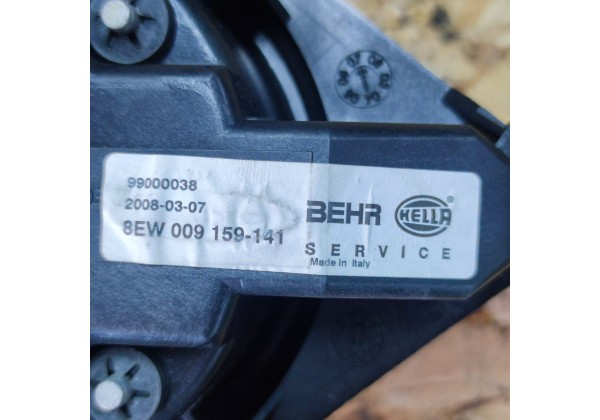 99000038
2008-03-07
8EW 009 159-141
BEHR HELLA
SERVICE
Made in Italy